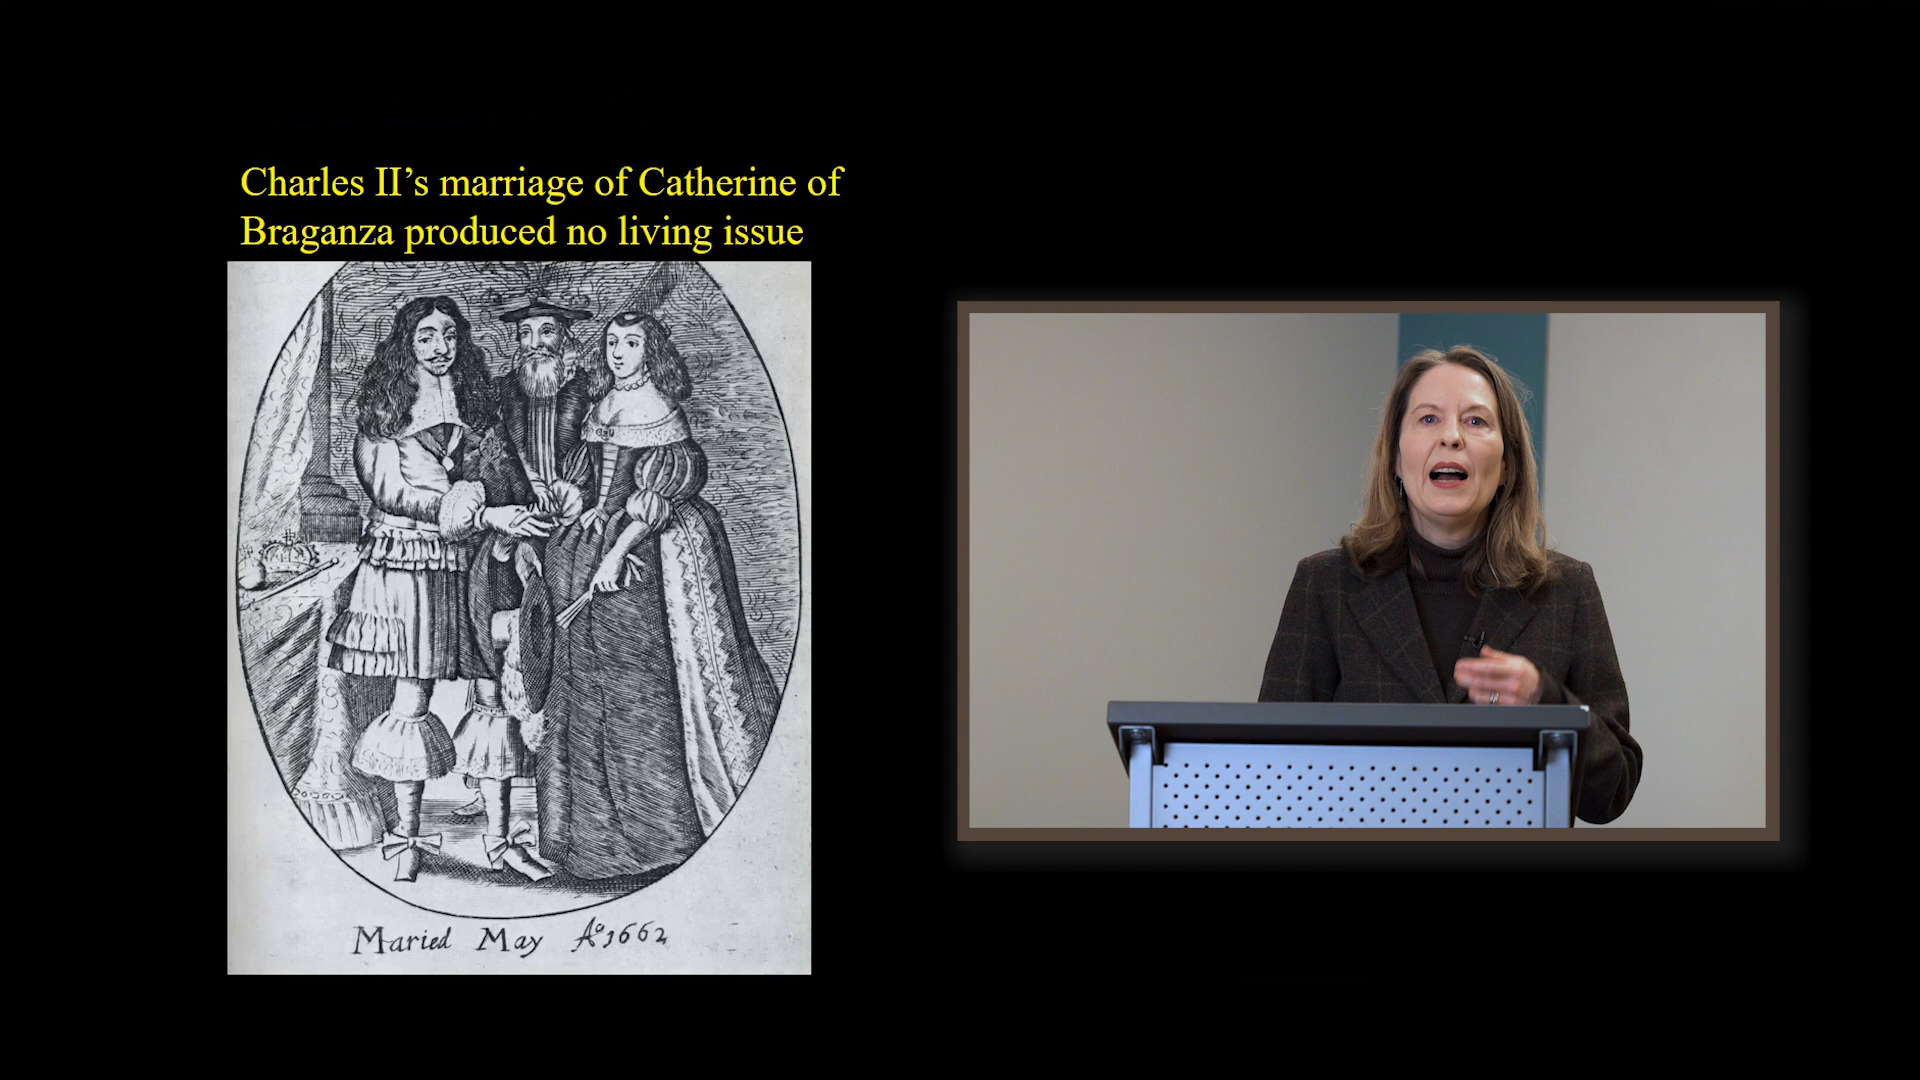 Charles II’s marriage of Catherine of
Braganza produced no living issue
Maried May Aº 1662